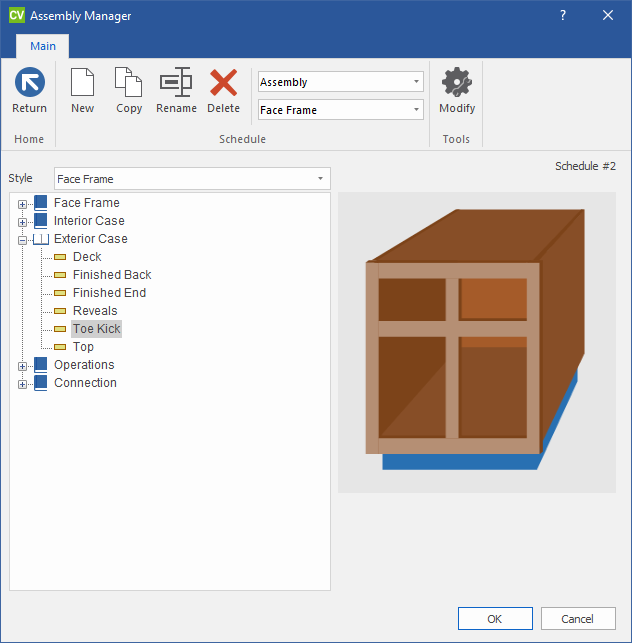 CV Assembly Manager ?
Main
Return New Copy Rename Delete Assembly Face Frame Modify
Home Schedule Tools
Schedule #2
Style Face Frame
Face Frame
Interior Case
Exterior Case
Deck
Finished Back
Finished End
Reveals
Toe Kick
Top
Operations
Connection
OK Cancel